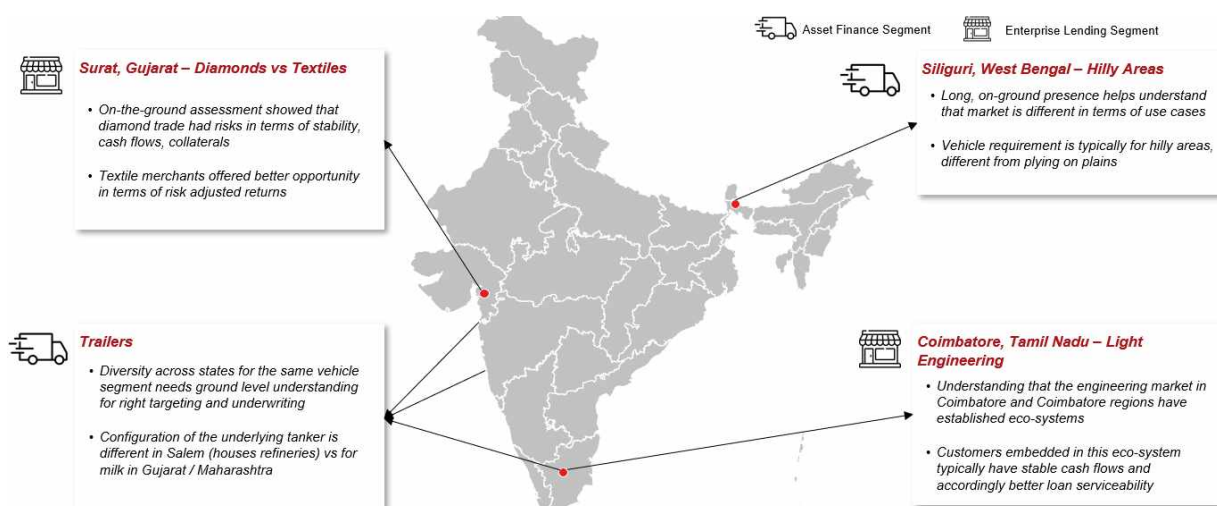 Asset Finance Segment
Enterprise Lending Segment
Surat, Gujarat – Diamonds vs Textiles
• On-the-ground assessment showed that
diamond trade had risks in terms of stability,
cash flows, collaterals
• Textile merchants offered better opportunity
in terms of risk adjusted returns
Siliguri, West Bengal – Hilly Areas
• Long, on-ground presence helps understand
that market is different in terms of use cases
• Vehicle requirement is typically for hilly areas,
different from plying on plains
Trailers
• Diversity across states for the same vehicle
segment needs ground level understanding
for right targeting and underwriting
• Configuration of the underlying tanker is
different in Salem (houses refineries) vs for
milk in Gujarat / Maharashtra
Coimbatore, Tamil Nadu – Light
Engineering
• Understanding that the engineering market in
Coimbatore and Coimbatore regions have
established eco-systems
• Customers embedded in this eco-system
typically have stable cash flows and
accordingly better loan serviceability